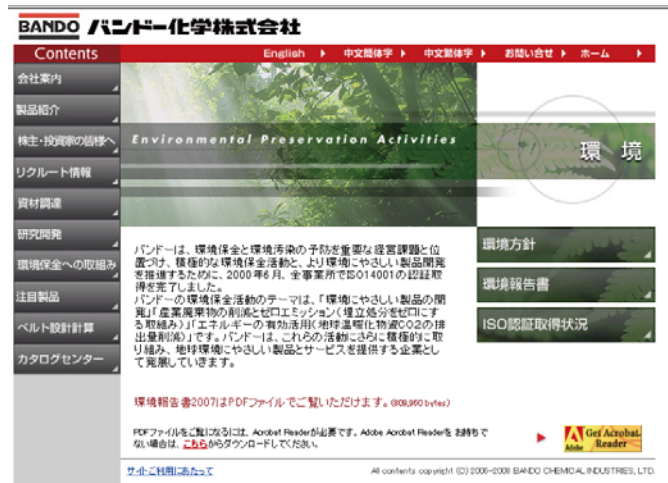 BANDO バンドー化学株式会社
Contents
English 中文簡体字 中文繁体字 お問い合せ ホーム
会社案内
製品紹介
株主・投資家の皆様へ
リクルート情報
資材調達
研究開発
環境保全への取組み
注目製品
ベルト設計計算
カタログセンター
Environmental Preservation Activities
環境
バンドーは、環境保全と環境汚染の予防を重要な経営課題と位
置づけ、積極的な環境保全活動と、より環境にやさしい製品開発
を推進するために、2000年6月、全事業所でISO14001の認証取
得を完了しました。
バンドーの環境保全活動のテーマは、「環境にやさしい製品の開
発」「産業廃棄物の削減とゼロエミッション(埋立処分をゼロにす
る取組み)」「エネルギーの有効活用(地球温暖化物資CO2の排
出量削減)」です。バンドーは、これらの活動にさらに積極的に取
り組み、地球環境にやさしい製品とサービスを提供する企業とし
て発展していきます。
環境方針
環境報告書
ISO認証取得状況
環境報告書2007はPDFファイルでご覧いただけます。(809,960 bytes)
PDFファイルをご覧になるには、Acrobat Readerが必要です。Adobe Acrobat Readerを お持ちで
ない場合は、こちらからダウンロードしてください。
Get Acrobat Reader
Adobe
サイトご利用にあたって
All contents copyright (C) 2006-2008 BANDO CHEMICAL INDUSTRIES, LTD.